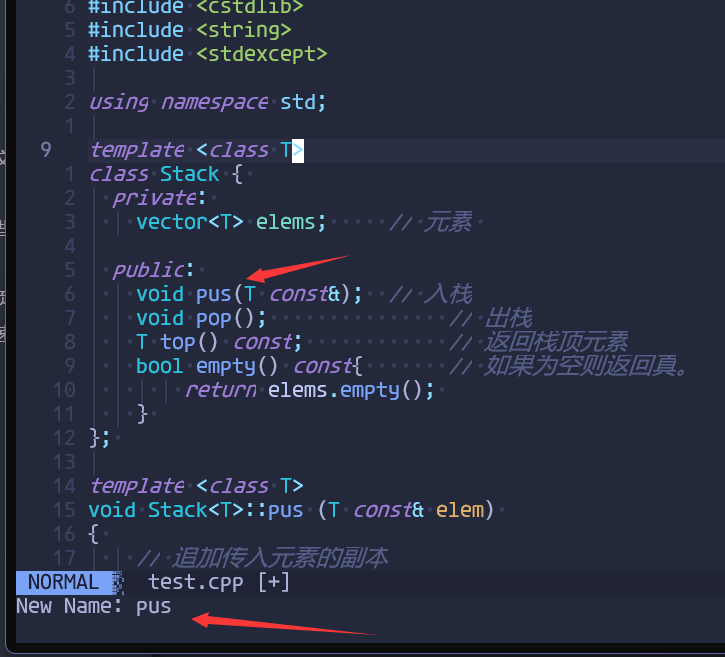 6 #include <cstdlib>
5 #include <string>
4 #include <stdexcept>
3
2 using namespace std;
1
9 template <class T>
1 class Stack {
2 private:
3 vector<T> elems; // 元素
4
5 public:
6 void pus(T const&); // 入栈
7 void pop(); // 出栈
8 T top() const; // 返回栈顶元素
9 bool empty() const{ // 如果为空则返回真。
10 return elems.empty();
11 }
12 };
13
14 template <class T>
15 void Stack<T>::pus (T const& elem)
16 {
17 // 追加传入元素的副本
NORMAL test.cpp [+]
New Name: pus